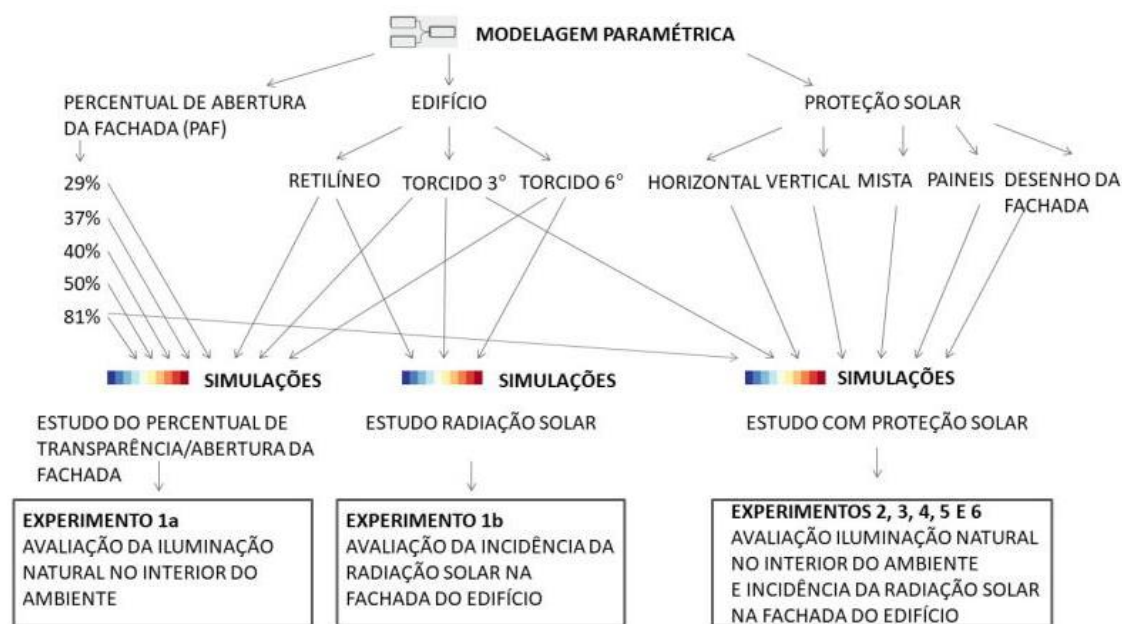 MODELAGEM PARAMÉTRICA
PERCENTUAL DE ABERTURA
DA FACHADA (PAF)
EDIFÍCIO
PROTEÇÃO SOLAR
29%
37%
40%
50%
81%
RETILÍNEO
TORCIDO 3°
TORCIDO 6°
HORIZONTAL
VERTICAL
MISTA
PAINEIS
DESENHO DA
FACHADA
SIMULAÇÕES
SIMULAÇÕES
SIMULAÇÕES
ESTUDO DO PERCENTUAL DE
TRANSPARÊNCIA/ABERTURA DA
FACHADA
ESTUDO RADIAÇÃO SOLAR
ESTUDO COM PROTEÇÃO SOLAR
EXPERIMENTO 1a
AVALIAÇÃO DA ILUMINAÇÃO
NATURAL NO INTERIOR DO
AMBIENTE
EXPERIMENTO 1b
AVALIAÇÃO DA INCIDÊNCIA DA
RADIAÇÃO SOLAR NA
FACHADA DO EDIFÍCIO
EXPERIMENTOS 2, 3, 4, 5 E 6
AVALIAÇÃO ILUMINAÇÃO NATURAL
NO INTERIOR DO AMBIENTE
E INCIDÊNCIA DA RADIAÇÃO SOLAR
NA FACHADA DO EDIFÍCIO